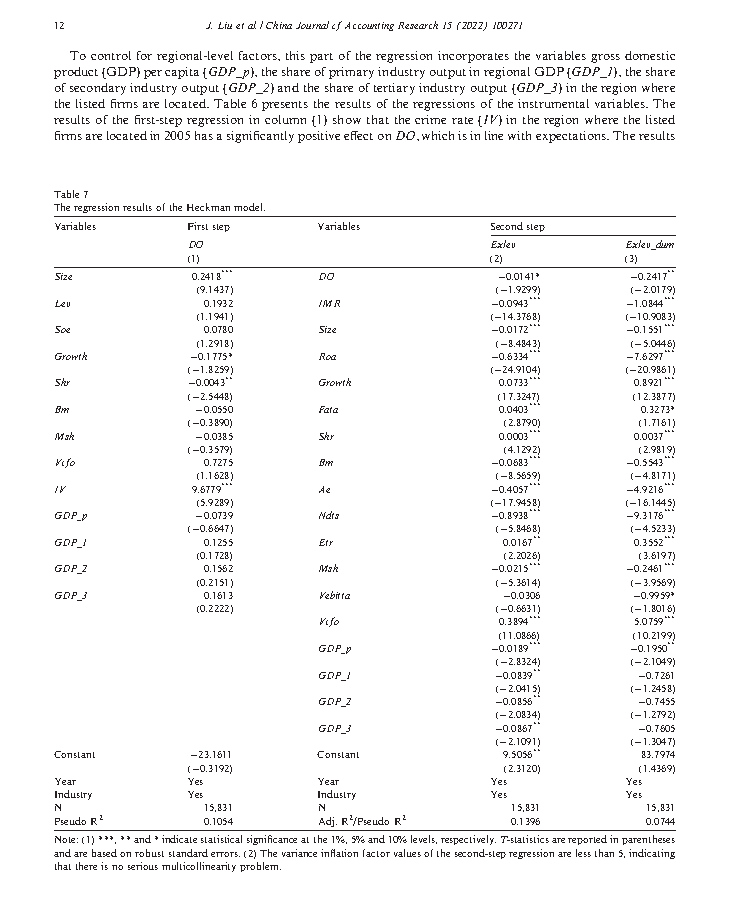 12 J. Liu et al. / China Journal of Accounting Research 15 (2022) 100271
To control for regional-level factors, this part of the regression incorporates the variables gross domestic
product (GDP) per capita (GDP_p), the share of primary industry output in regional GDP (GDP_1), the share
of secondary industry output (GDP_2) and the share of tertiary industry output (GDP_3) in the region where
the listed firms are located. Table 6 presents the results of the regressions of the instrumental variables. The
results of the first-step regression in column (1) show that the crime rate (IV) in the region where the listed
firms are located in 2005 has a significantly positive effect on DO, which is in line with expectations. The results
Table 7
The regression results of the Heckman model.
Variables First step Variables Second step
DO Exlev Exlev_dum
(1) (2) (3)
Size 0.2418*** DO −0.0141* −0.2417**
(9.1437) (−1.9299) (−2.0179)
Lev 0.1932 IMR −0.0943*** −1.0844***
(1.1941) (−14.3768) (−10.9083)
Soe 0.0780 Size −0.0172*** −0.1551***
(1.2918) (−8.4843) (−5.0446)
Growth −0.1775* Roa −0.6334*** −7.6297***
(−1.8259) (−24.9104) (−20.9861)
Shr −0.0043** Growth 0.0733*** 0.8921***
(−2.5448) (17.3247) (12.3877)
Bm −0.0550 Fata 0.0403*** 0.3273*
(−0.3890) (2.8790) (1.7161)
Msh −0.0385 Shr 0.0003*** 0.0037***
(−0.3579) (4.1292) (2.9819)
Vcfo 0.7275 Bm −0.0683*** −0.5543***
(1.1628) (−8.5659) (−4.8171)
IV 9.6779*** Ae −0.4057*** −4.9216***
(5.9289) (−17.9458) (−16.1445)
GDP_p −0.0739 Ndts −0.8938*** −9.3176***
(−0.6647) (−5.8468) (−4.5233)
GDP_1 0.1255 Etr 0.0167** 0.3552***
(0.1728) (2.2026) (3.6197)
GDP_2 0.1562 Msh −0.0215*** −0.2461***
(0.2151) (−5.3614) (−3.9569)
GDP_3 0.1613 Vebitta −0.0306 −0.9959*
(0.2222) (−0.6631) (−1.8016)
Vcfo 0.3894*** 5.0759***
(11.0866) (10.2199)
GDP_p −0.0189*** −0.1950**
(−2.8324) (−2.1049)
GDP_1 −0.0839** −0.7261
(−2.0415) (−1.2458)
GDP_2 −0.0856** −0.7455
(−2.0834) (−1.2792)
GDP_3 −0.0867** −0.7605
(−2.1091) (−1.3047)
Constant −23.1611 Constant 9.5056** 83.7974
(−0.3192) (2.3120) (1.4369)
Year Yes Year Yes Yes
Industry Yes Industry Yes Yes
N 15,831 N 15,831 15,831
Pseudo R² 0.1054 Adj. R²/Pseudo R² 0.1396 0.0744
Note: (1) ***, ** and * indicate statistical significance at the 1%, 5% and 10% levels, respectively. T-statistics are reported in parentheses
and are based on robust standard errors. (2) The variance inflation factor values of the second-step regression are less than 5, indicating
that there is no serious multicollinearity problem.